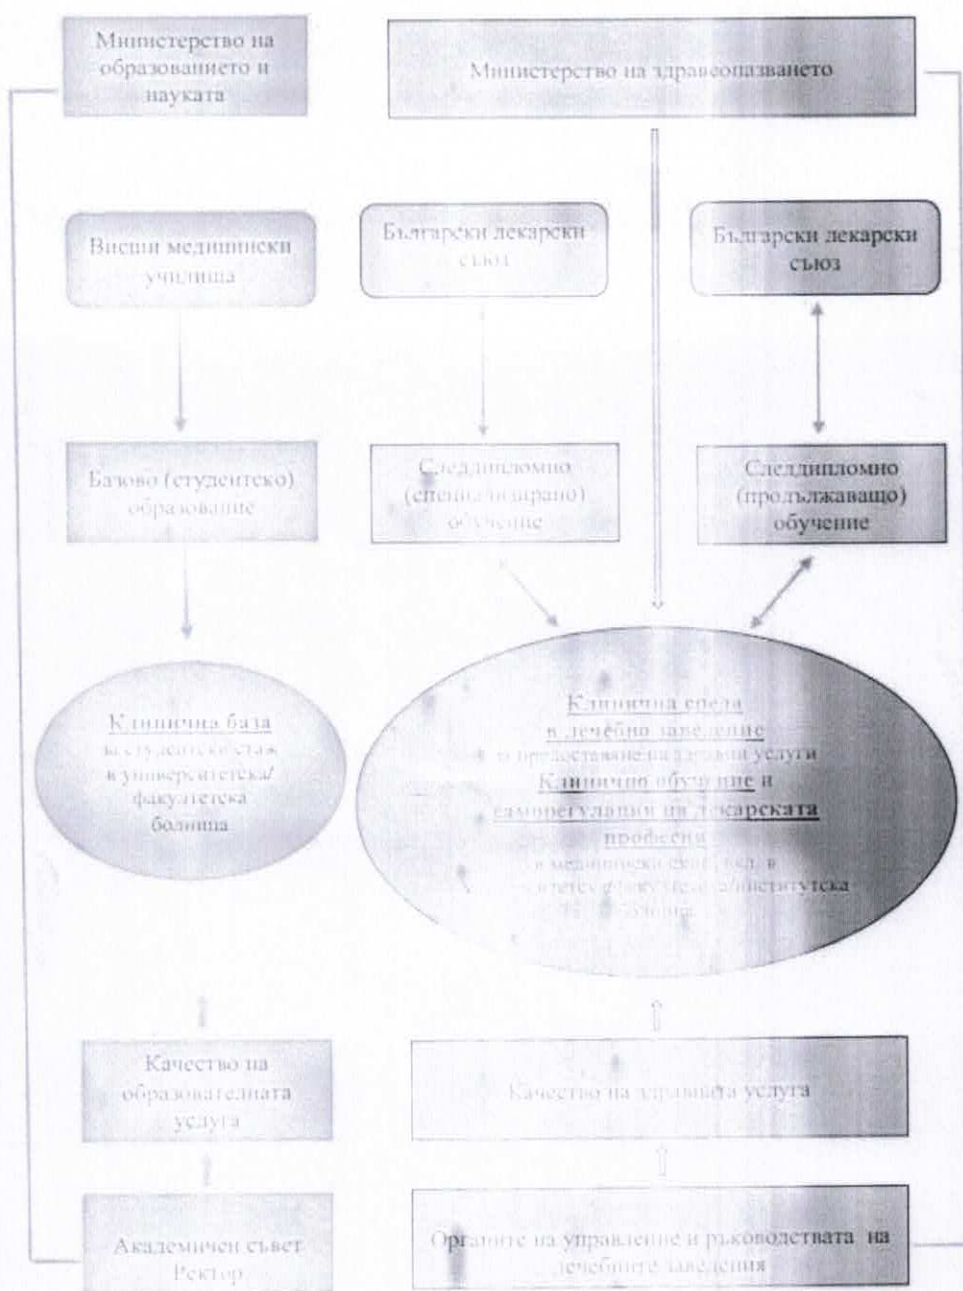 Министерство на
образованието и
науката
Министерство на здравеопазването
Висши медицински
училища
Български лекарски
съюз
Български лекарски
съюз
Базово (студентско)
образование
Следдипломно
(специализирано)
обучение
Следдипломно
(продължаващо)
обучение
Клинична база
за студентски стаж
в университетска/
факултетска
болница
Клинична среда
в лечебно заведение
за предоставяне на здравни услуги
Клинично обучение и
саморегулация на лекарската
професия
в медицински
Качество на
образователната
услуга
Качество на здравната услуга
Академичен съвет
Ректор
Органите на управление и ръководствата на
лечебните заведения